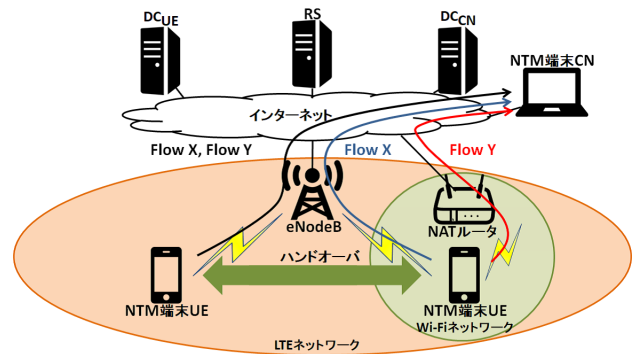 DCUE
RS
DCCN
NTM端末CN
インターネット
Flow X, Flow Y
Flow X
Flow Y
eNodeB
NATルータ
ハンドオーバ
NTM端末UE
NTM端末UE
Wi-Fiネットワーク
LTEネットワーク